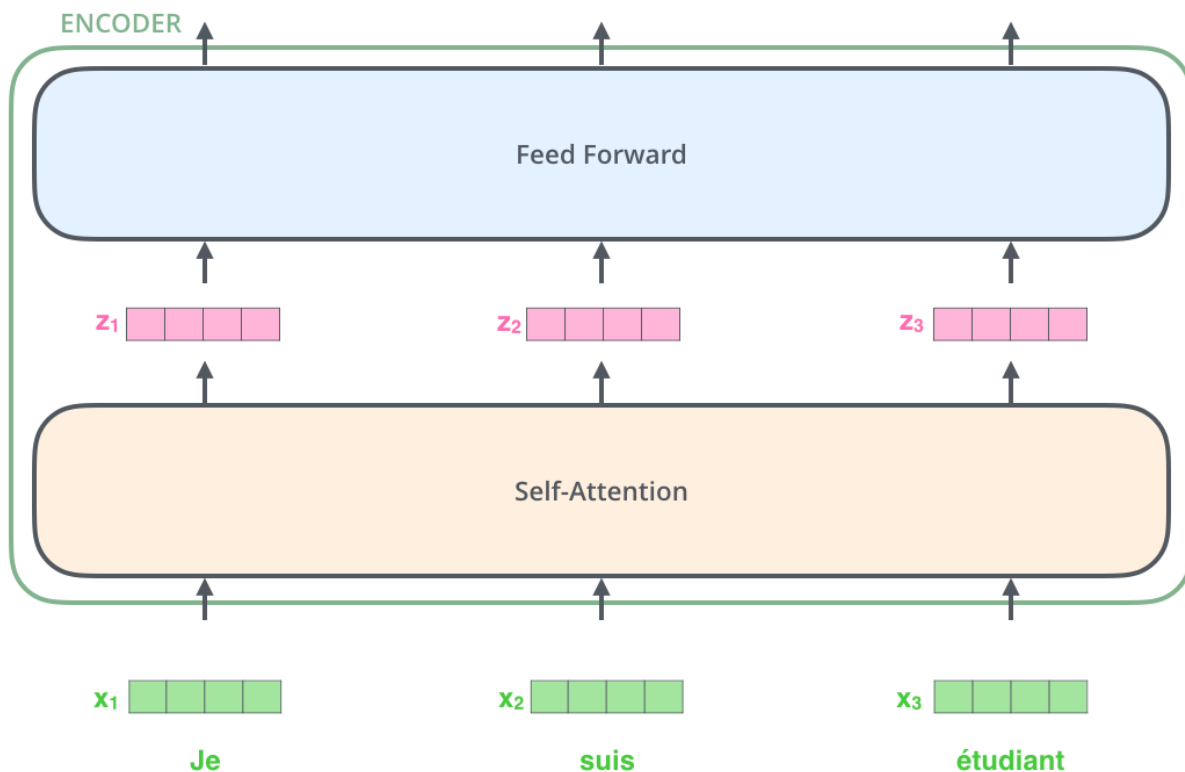 ENCODER
Feed Forward
z₁ z₂ z₃
Self-Attention
x₁ x₂ x₃
Je suis étudiant